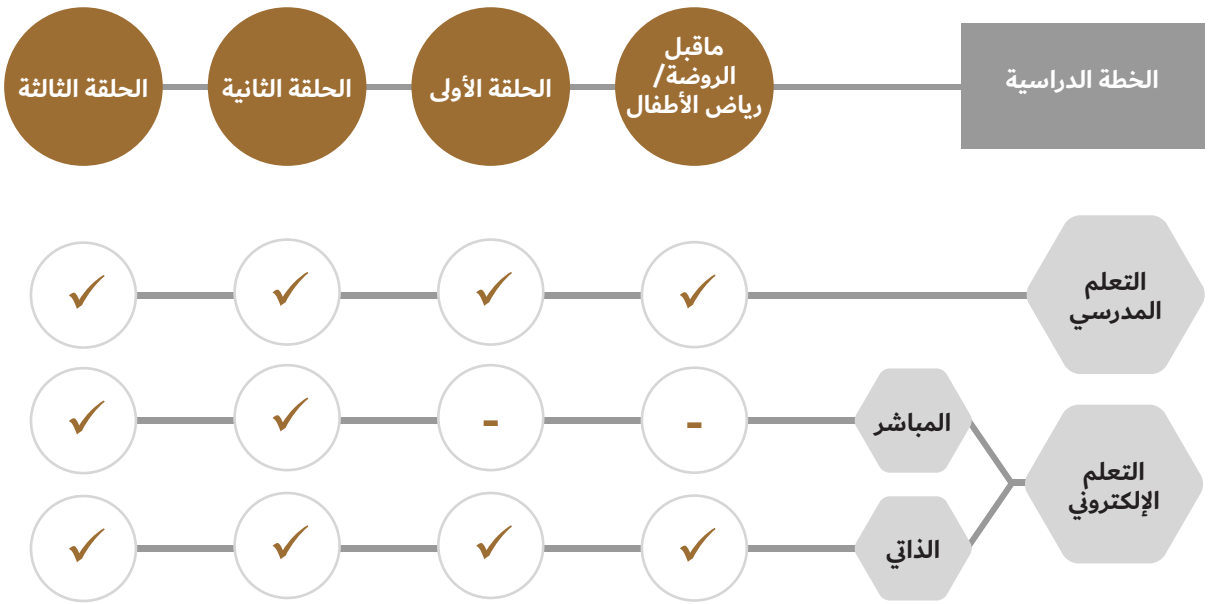 الخطة الدراسية
ماقبل
الروضة/
رياض الأطفال
الحلقة الأولى
الحلقة الثانية
الحلقة الثالثة
التعلم
المدرسي
✓
✓
✓
✓
التعلم
الإلكتروني
المباشر
-
-
✓
✓
الذاتي
✓
✓
✓
✓